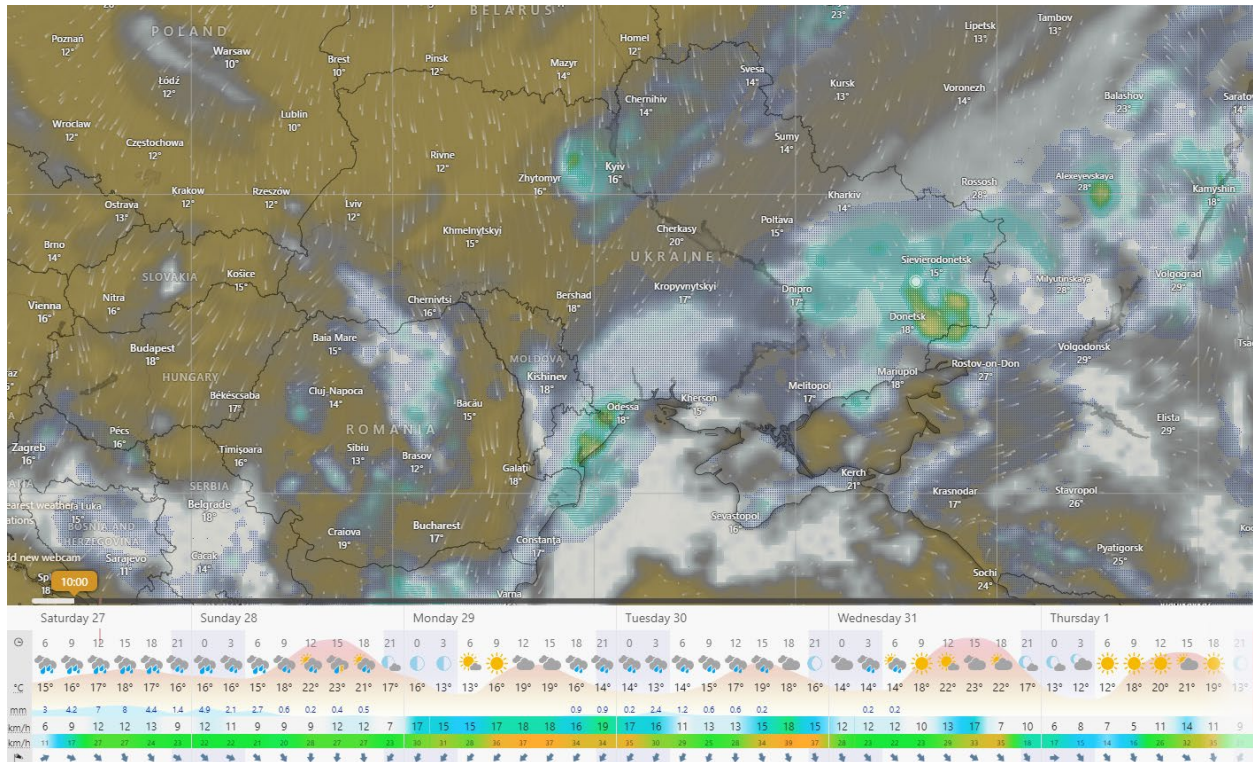 BELARUS
POLAND
Poznań
12°
Warsaw
10°
Brest
10°
Pinsk
12°
Mazyr
14°
Homel
12°
23°
Lipetsk
13°
Tambov
13°
Łódź
12°
Lublin
10°
Chernihiv
14°
Svesa
14°
Kursk
13°
Voronezh
14°
Balashov
23°
Saratov
14°
Wroclaw
12°
Częstochowa
12°
Rivne
12°
Zhytomyr
16°
Kyiv
16°
Sumy
14°
Krakow
12°
Ostrava
13°
Rzeszów
12°
Lviv
12°
Khmelnytskyi
15°
Cherkasy
20°
Poltava
15°
Kharkiv
14°
Rossosh
28°
Alexeyevskaya
28°
Kamyshin
18°
Brno
14°
SLOVAKIA
Košice
15°
UKRAINE
Sievierodonetsk
15°
Vienna
16°
Nitra
16°
Chernivtsi
16°
Bershad
18°
Kropyvnytskyi
17°
Dnipro
17°
Milyutinskaya
28°
Volgograd
29°
Budapest
18°
HUNGARY
Baia Mare
15°
MOLDOVA
Kishinev
18°
Donetsk
18°
Volgodonsk
29°
Békéscsaba
17°
Cluj-Napoca
14°
Bacău
15°
Odessa
18°
Kherson
15°
Melitopol
17°
Mariupol
18°
Rostov-on-Don
27°
Pécs
16°
ROMANIA
Elista
29°
Zagreb
16°
Timişoara
16°
Sibiu
13°
Brasov
12°
Galaţi
18°
Kerch
21°
SERBIA
Belgrade
18°
Krasnodar
17°
Stavropol
26°
15°
BOSNIA AND
HERZEGOVINA
Sevastopol
16°
Craiova
19°
Bucharest
17°
Constanţa
17°
dd new webcam
Sarajevo
11°
Čačak
14°
Pyatigorsk
25°
Sochi
24°
18°
10:00
Varna
Saturday 27 Sunday 28 Monday 29 Tuesday 30 Wednesday 31 Thursday 1
6 9 12 15 18 21 0 3 6 9 12 15 18 21 0 3 6 9 12 15 18 21 0 3 6 9 12 15 18 21 0 3 6 9 12 15 18 21 0 3 6 9 12 15 18 21
°C 15° 16° 17° 18° 17° 16° 16° 16° 15° 18° 22° 23° 21° 17° 16° 13° 13° 16° 19° 19° 16° 14° 14° 13° 14° 15° 17° 19° 18° 16° 14° 14° 14° 18° 22° 23° 22° 17° 13° 12° 12° 18° 20° 21° 19° 13°
mm 3 4.2 7 8 4.4 1.4 4.9 2.1 2.7 0.6 0.2 0.4 0.5 0.9 0.9 0.2 2.4 1.2 0.6 0.6 0.2 0.2 0.2
km/h 6 9 12 12 13 9 12 11 9 9 9 12 12 7 17 15 15 17 18 18 16 19 17 16 11 13 13 15 18 15 12 12 12 10 13 17 7 10 6 8 7 5 11 14 11 9
km/h 11 17 27 27 24 23 22 22 21 20 28 27 27 23 30 31 28 36 37 37 34 34 35 30 29 25 28 34 39 37 28 23 22 23 29 33 35 18 17 15 14 16 26 32 35